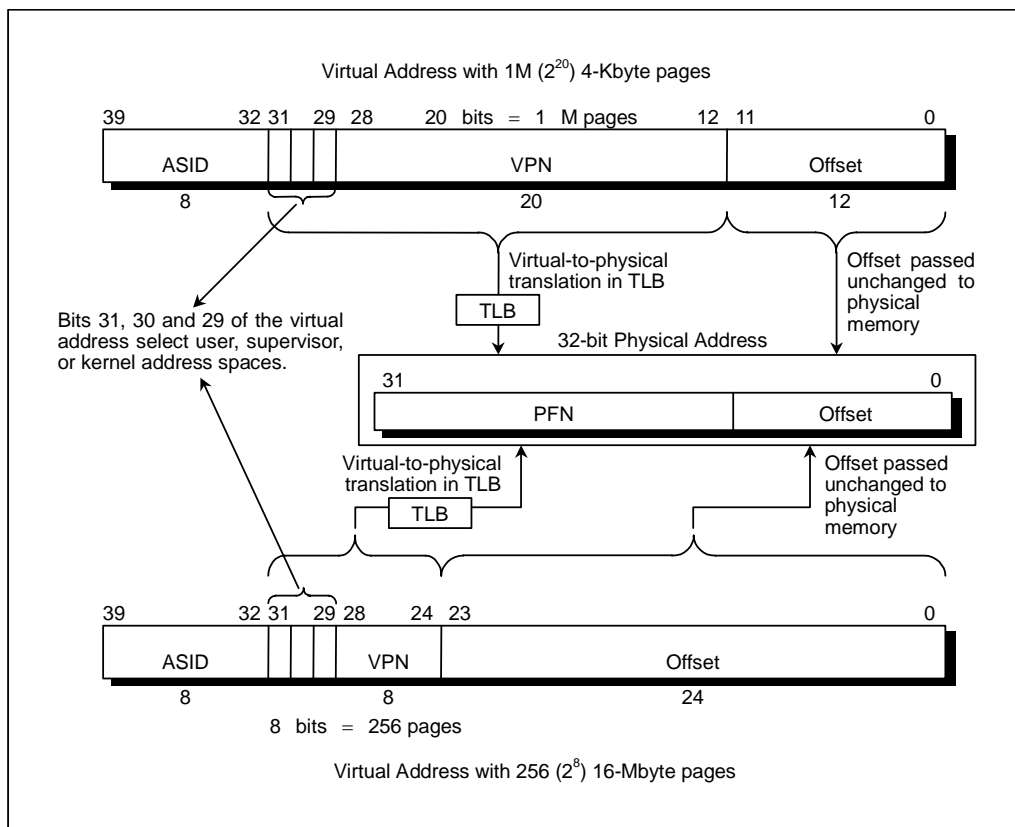 Virtual Address with 1M (2²⁰) 4-Kbyte pages
39 32 31 29 28 20 bits = 1 M pages 12 11 0
ASID VPN Offset
8 20 12
Virtual-to-physical
translation in TLB
Offset passed
unchanged to
physical
memory
TLB
Bits 31, 30 and 29 of the virtual
address select user, supervisor,
or kernel address spaces.
32-bit Physical Address
31 0
PFN Offset
Virtual-to-physical
translation in TLB
Offset passed
unchanged to
physical
memory
TLB
39 32 31 29 28 24 23 0
ASID VPN Offset
8 8 24
8 bits = 256 pages
Virtual Address with 256 (2⁸) 16-Mbyte pages